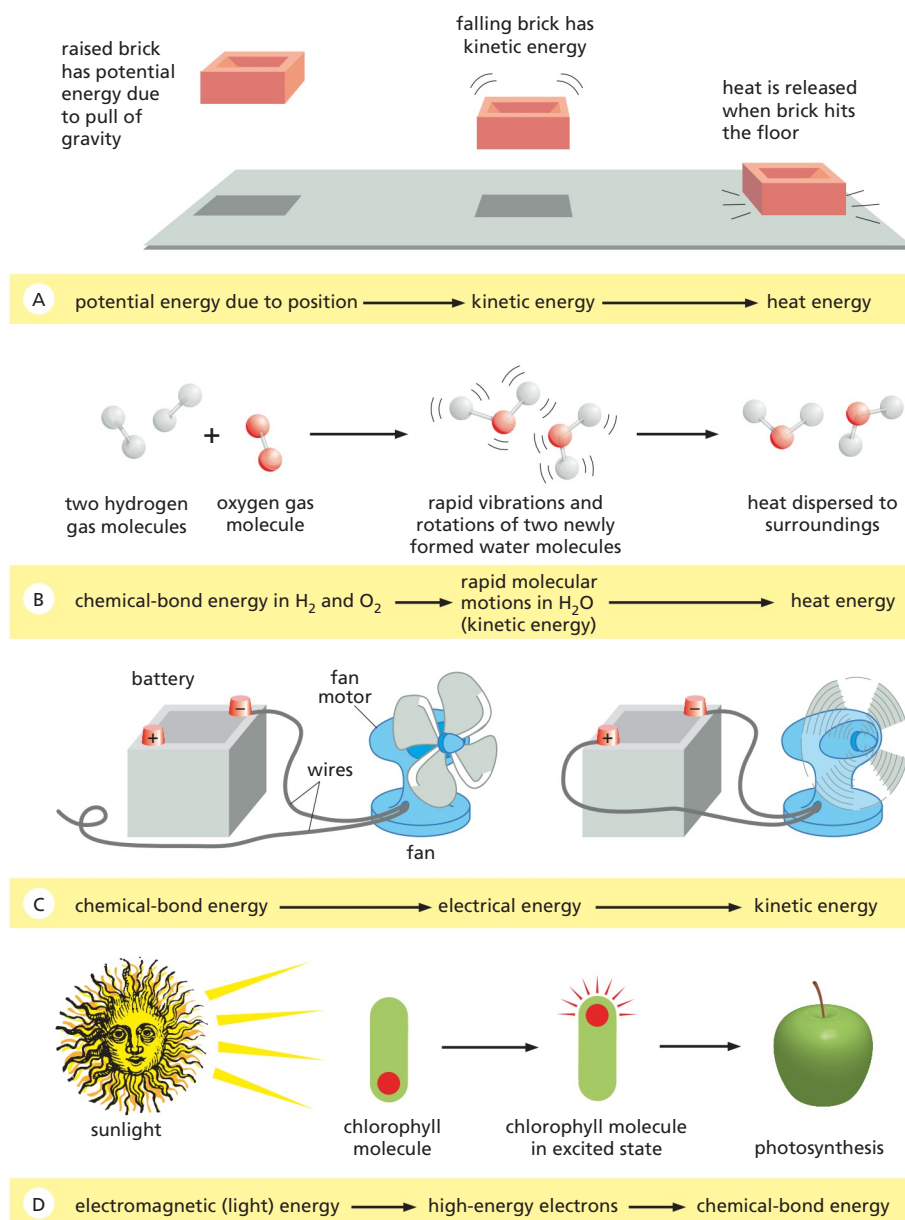 raised brick
has potential
energy due
to pull of
gravity
falling brick has
kinetic energy
heat is released
when brick hits
the floor
A potential energy due to position kinetic energy heat energy
+
two hydrogen
gas molecules
oxygen gas
molecule
rapid vibrations and
rotations of two newly
formed water molecules
heat dispersed to
surroundings
B chemical-bond energy in H₂ and O₂
rapid molecular
motions in H₂O
(kinetic energy)
heat energy
battery
fan
motor
–
+
wires
fan
–
+
C chemical-bond energy electrical energy kinetic energy
sunlight
chlorophyll
molecule
chlorophyll molecule
in excited state
photosynthesis
D electromagnetic (light) energy high-energy electrons chemical-bond energy